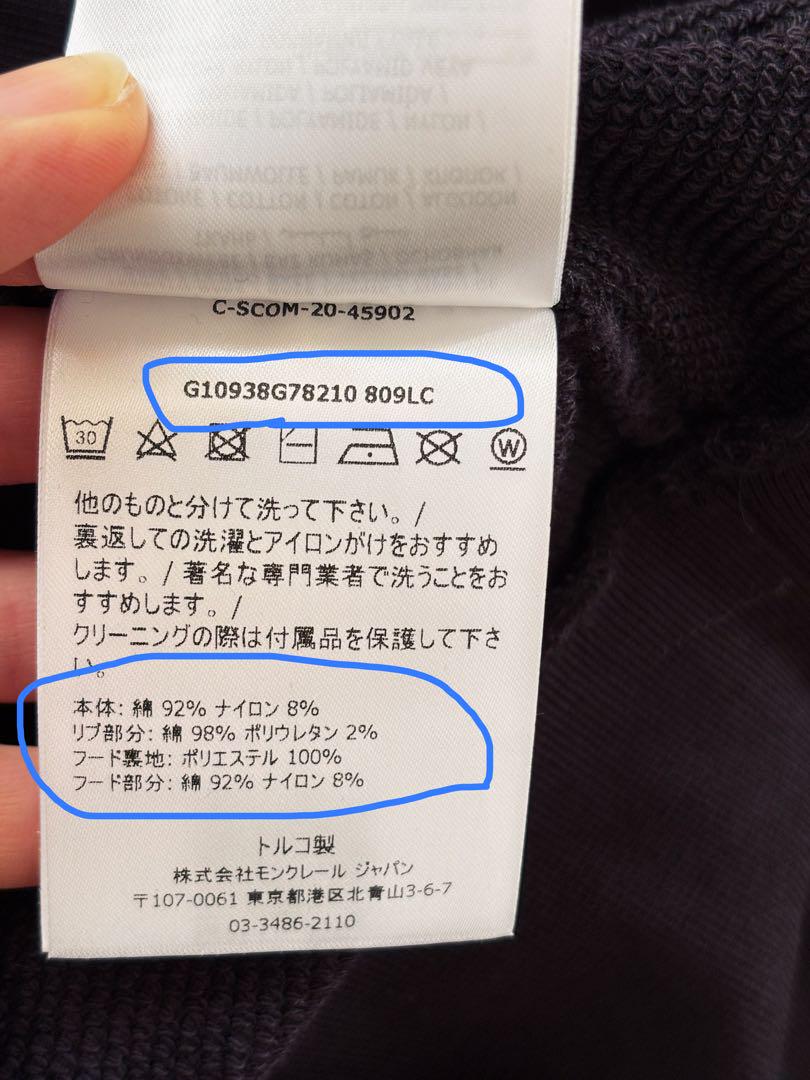 BAUMWOLLE / PAMUK / ХЛОПОК /
COTONE / COTTON / COTON / ALGODON
C-SCOM-20-45902
G10938G78210 809LC
30
W
他のものと分けて洗って下さい。/
裏返しての洗濯とアイロンがけをおすすめ
します。/ 著名な専門業者で洗うことをお
すすめします。/
クリーニングの際は付属品を保護して下さ
い。
本体: 綿 92% ナイロン 8%
リブ部分: 綿 98% ポリウレタン 2%
フード裏地: ポリエステル 100%
フード部分: 綿 92% ナイロン 8%
トルコ製
株式会社モンクレール ジャパン
〒107-0061 東京都港区北青山3-6-7
03-3486-2110